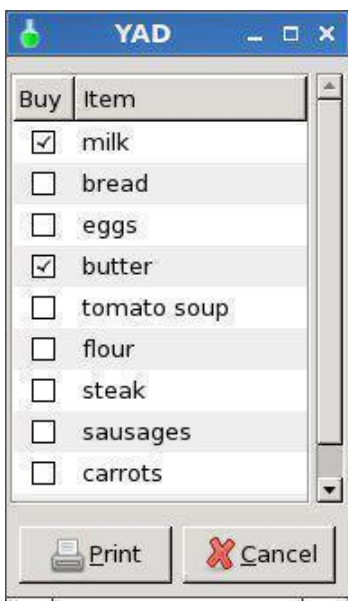 YAD
Buy Item
milk
bread
eggs
butter
tomato soup
flour
steak
sausages
carrots
Print Cancel